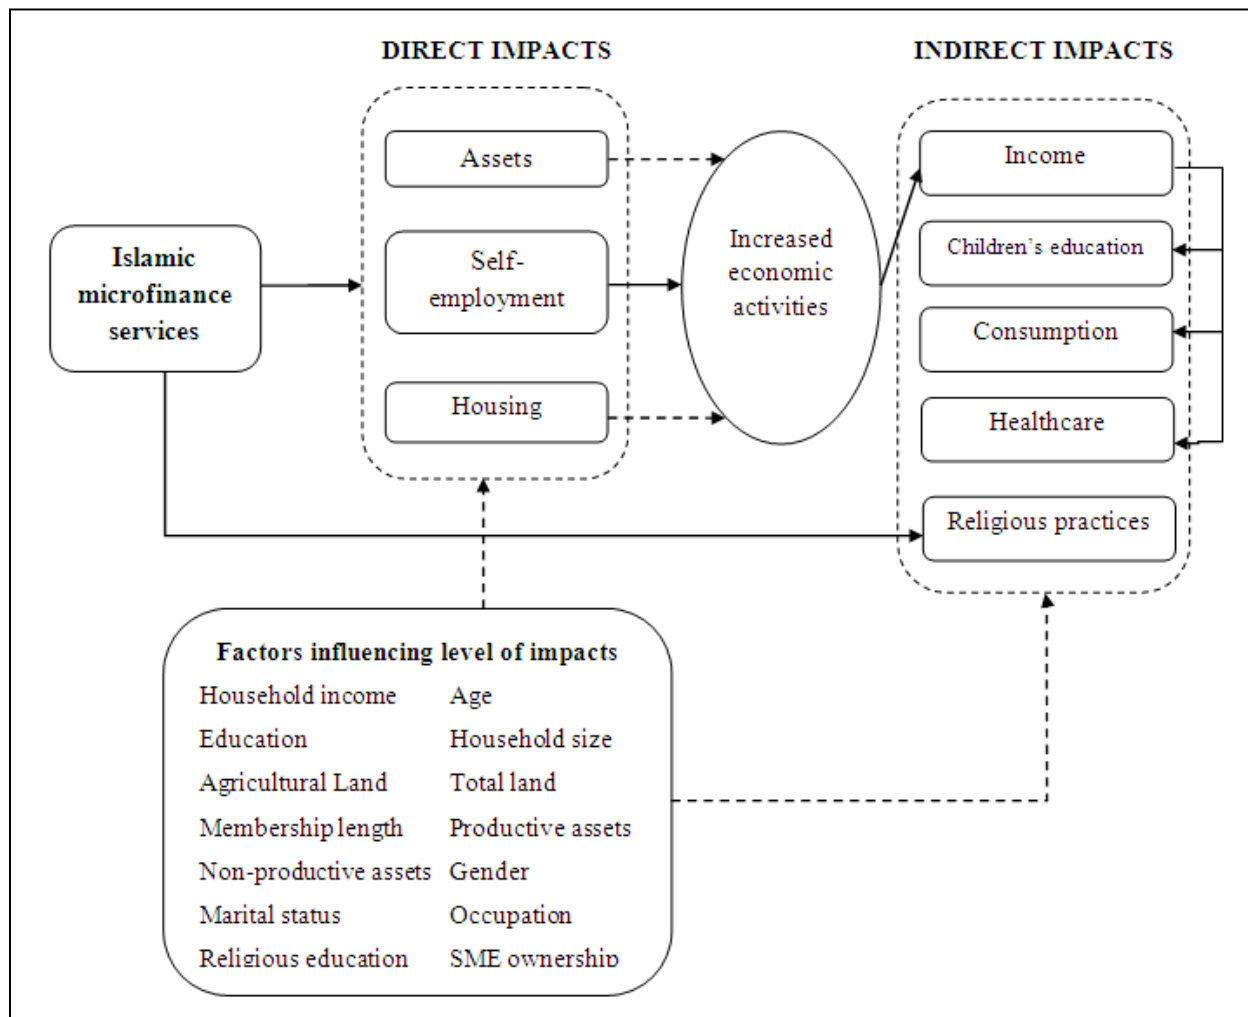 DIRECT IMPACTS
INDIRECT IMPACTS
Assets
Self-
employment
Housing
Islamic
microfinance
services
Increased
economic
activities
Income
Children's education
Consumption
Healthcare
Religious practices
Factors influencing level of impacts
Household income Age
Education Household size
Agricultural Land Total land
Membership length Productive assets
Non-productive assets Gender
Marital status Occupation
Religious education SME ownership